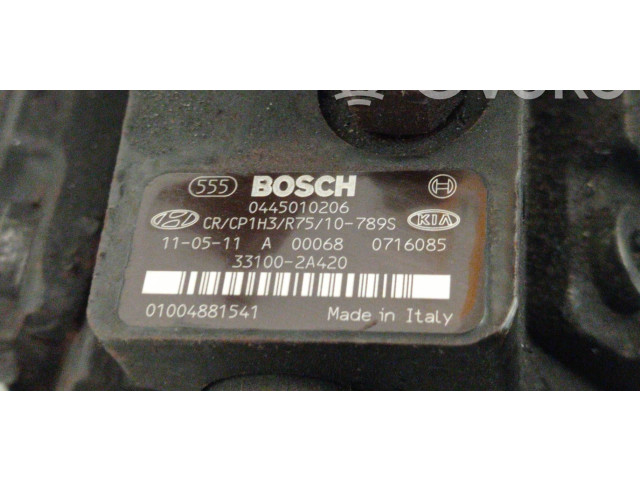 555 BOSCH
0445010206
CR/CP1H3/R75/10-789S KIA
11-05-11 A 00068 0716085
33100-2A420
01004881541 Made in Italy